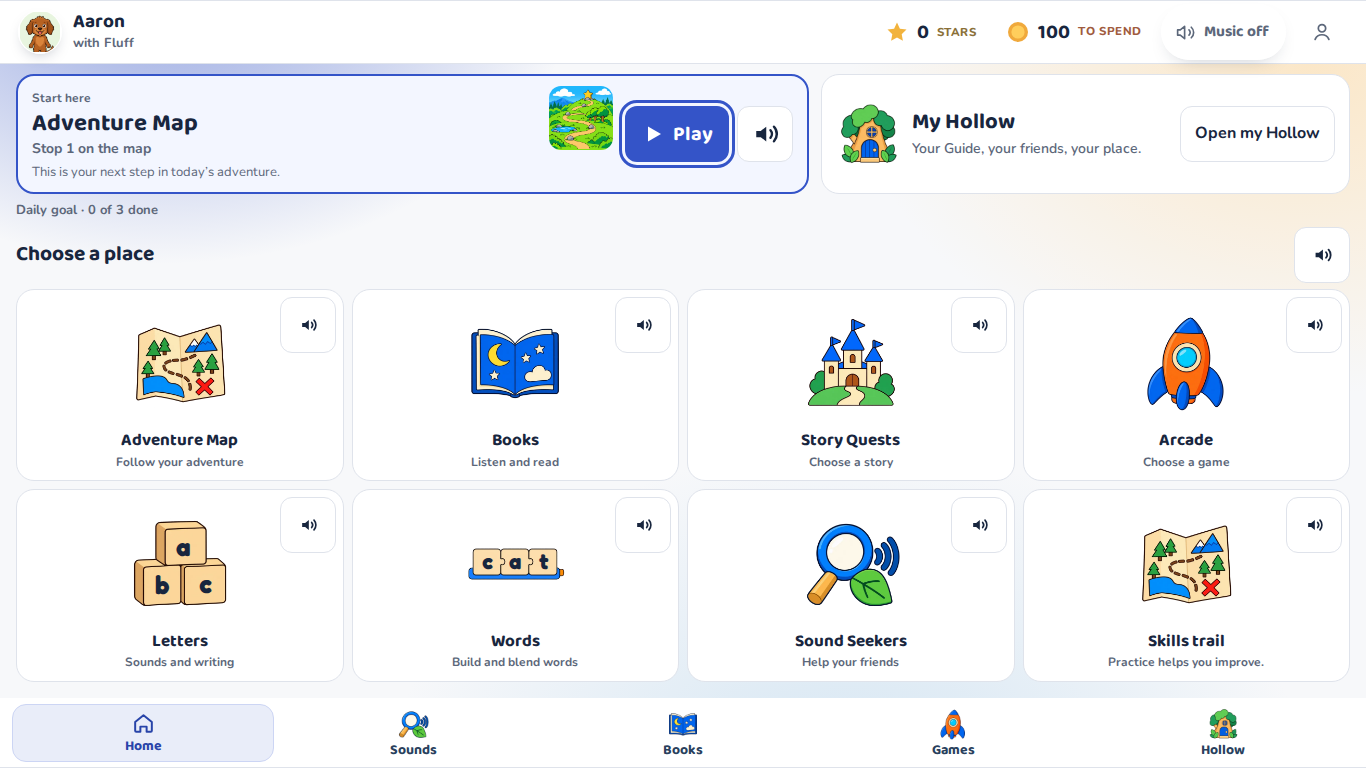 Aaron
with Fluff
0 STARS
100 TO SPEND
Music off
Start here
Adventure Map
Stop 1 on the map
This is your next step in today's adventure.
Play
My Hollow
Your Guide, your friends, your place.
Open my Hollow
Daily goal · 0 of 3 done
Choose a place
Adventure Map
Follow your adventure
Books
Listen and read
Story Quests
Choose a story
Arcade
Choose a game
a
b c
Letters
Sounds and writing
c a t
Words
Build and blend words
Sound Seekers
Help your friends
Skills trail
Practice helps you improve.
Home
Sounds
Books
Games
Hollow